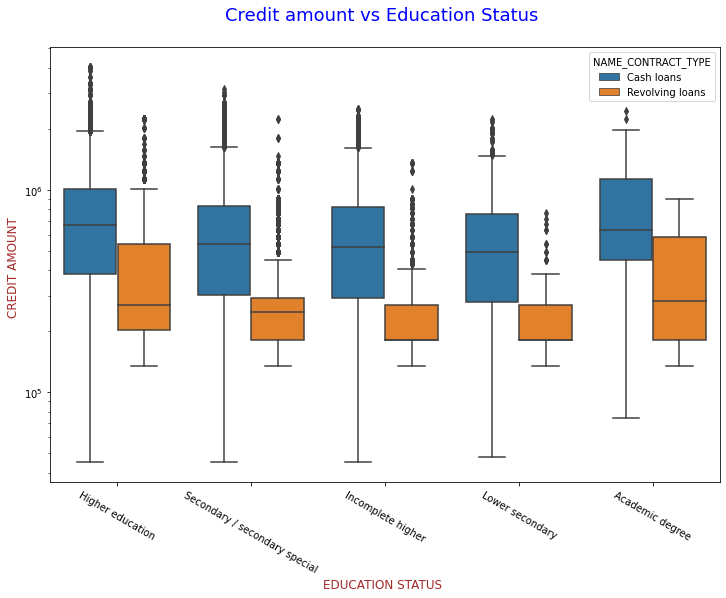 Credit amount vs Education Status
NAME_CONTRACT_TYPE
Cash loans
Revolving loans
CREDIT AMOUNT
10⁶
10⁵
Higher education
Secondary / secondary special
Incomplete higher
Lower secondary
Academic degree
EDUCATION STATUS